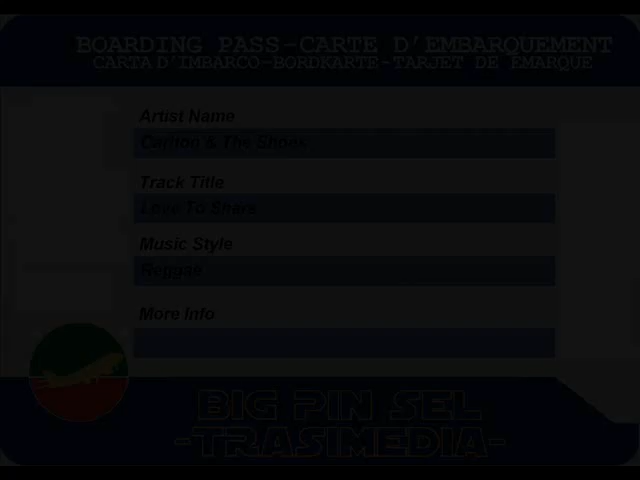 BOARDING PASS-CARTE D'EMBARQUEMENT
CARTA D'IMBARCO-BORDKARTE-TARJET DE EMARQUE
Artist Name
Carlton & The Shoes
Track Title
Love To Share
Music Style
Reggae
More Info
BIG PIN SEL
-TRASIMEDIA-